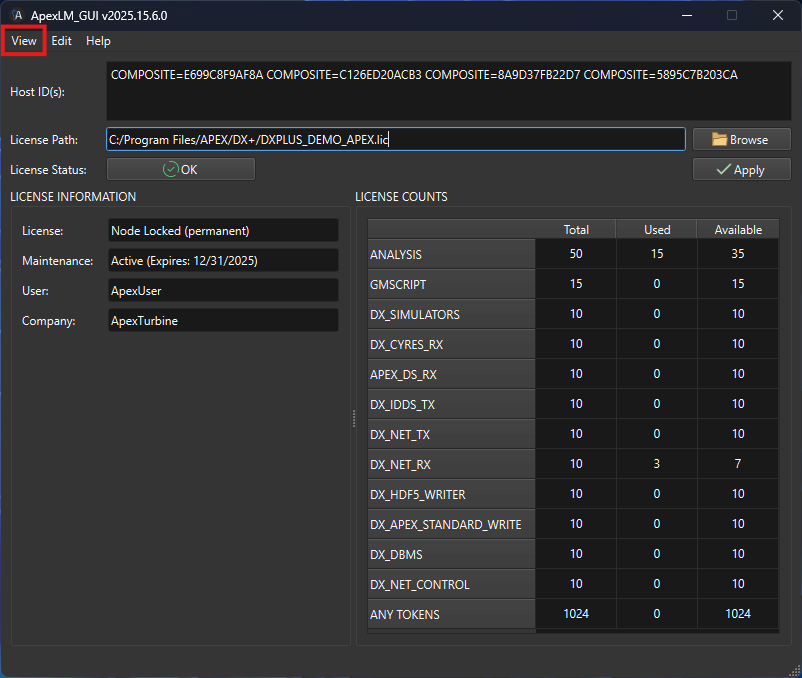 ApexLM_GUI v2025.15.6.0
View Edit Help
Host ID(s): COMPOSITE=E699C8F9AF8A COMPOSITE=C126ED20ACB3 COMPOSITE=8A9D37FB22D7 COMPOSITE=5895C7B203CA
License Path: C:/Program Files/APEX/DX+/DXPLUS_DEMO_APEX.lic Browse
License Status: OK Apply
LICENSE INFORMATION
License: Node Locked (permanent)
Maintenance: Active (Expires: 12/31/2025)
User: ApexUser
Company: ApexTurbine
LICENSE COUNTS
Total Used Available
ANALYSIS 50 15 35
GMSCRIPT 15 0 15
DX_SIMULATORS 10 0 10
DX_CYRES_RX 10 0 10
APEX_DS_RX 10 0 10
DX_IDDS_TX 10 0 10
DX_NET_TX 10 0 10
DX_NET_RX 10 3 7
DX_HDF5_WRITER 10 0 10
DX_APEX_STANDARD_WRITE 10 0 10
DX_DBMS 10 0 10
DX_NET_CONTROL 10 0 10
ANY TOKENS 1024 0 1024